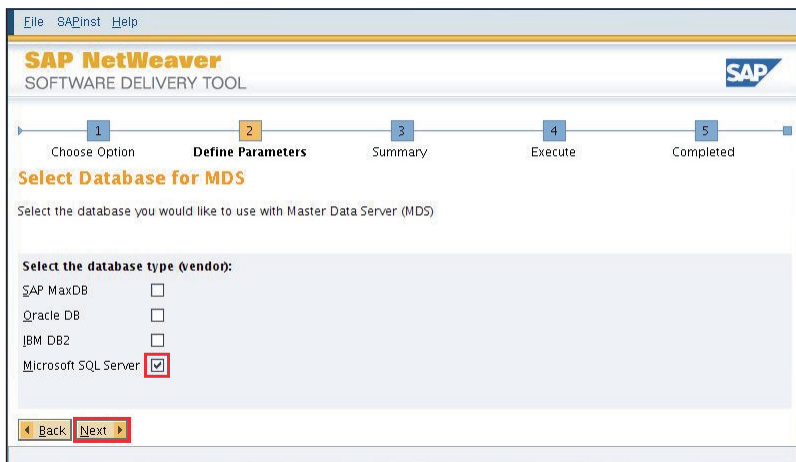 File SAPinst Help
SAP NetWeaver
SOFTWARE DELIVERY TOOL
SAP
1 2 3 4 5
Choose Option Define Parameters Summary Execute Completed
Select Database for MDS
Select the database you would like to use with Master Data Server (MDS)
Select the database type (vendor):
SAP MaxDB
Oracle DB
IBM DB2
Microsoft SQL Server
Back Next